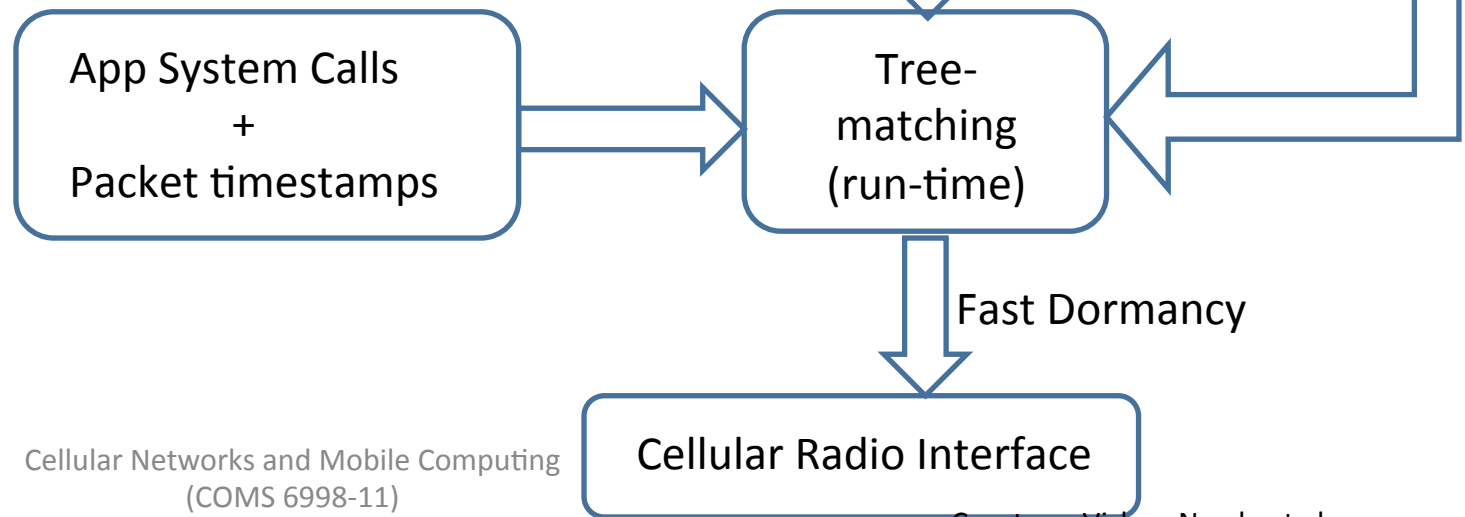 App System Calls
+
Packet timestamps
Tree-
matching
(run-time)
Fast Dormancy
Cellular Radio Interface
Cellular Networks and Mobile Computing
(COMS 6998-11)